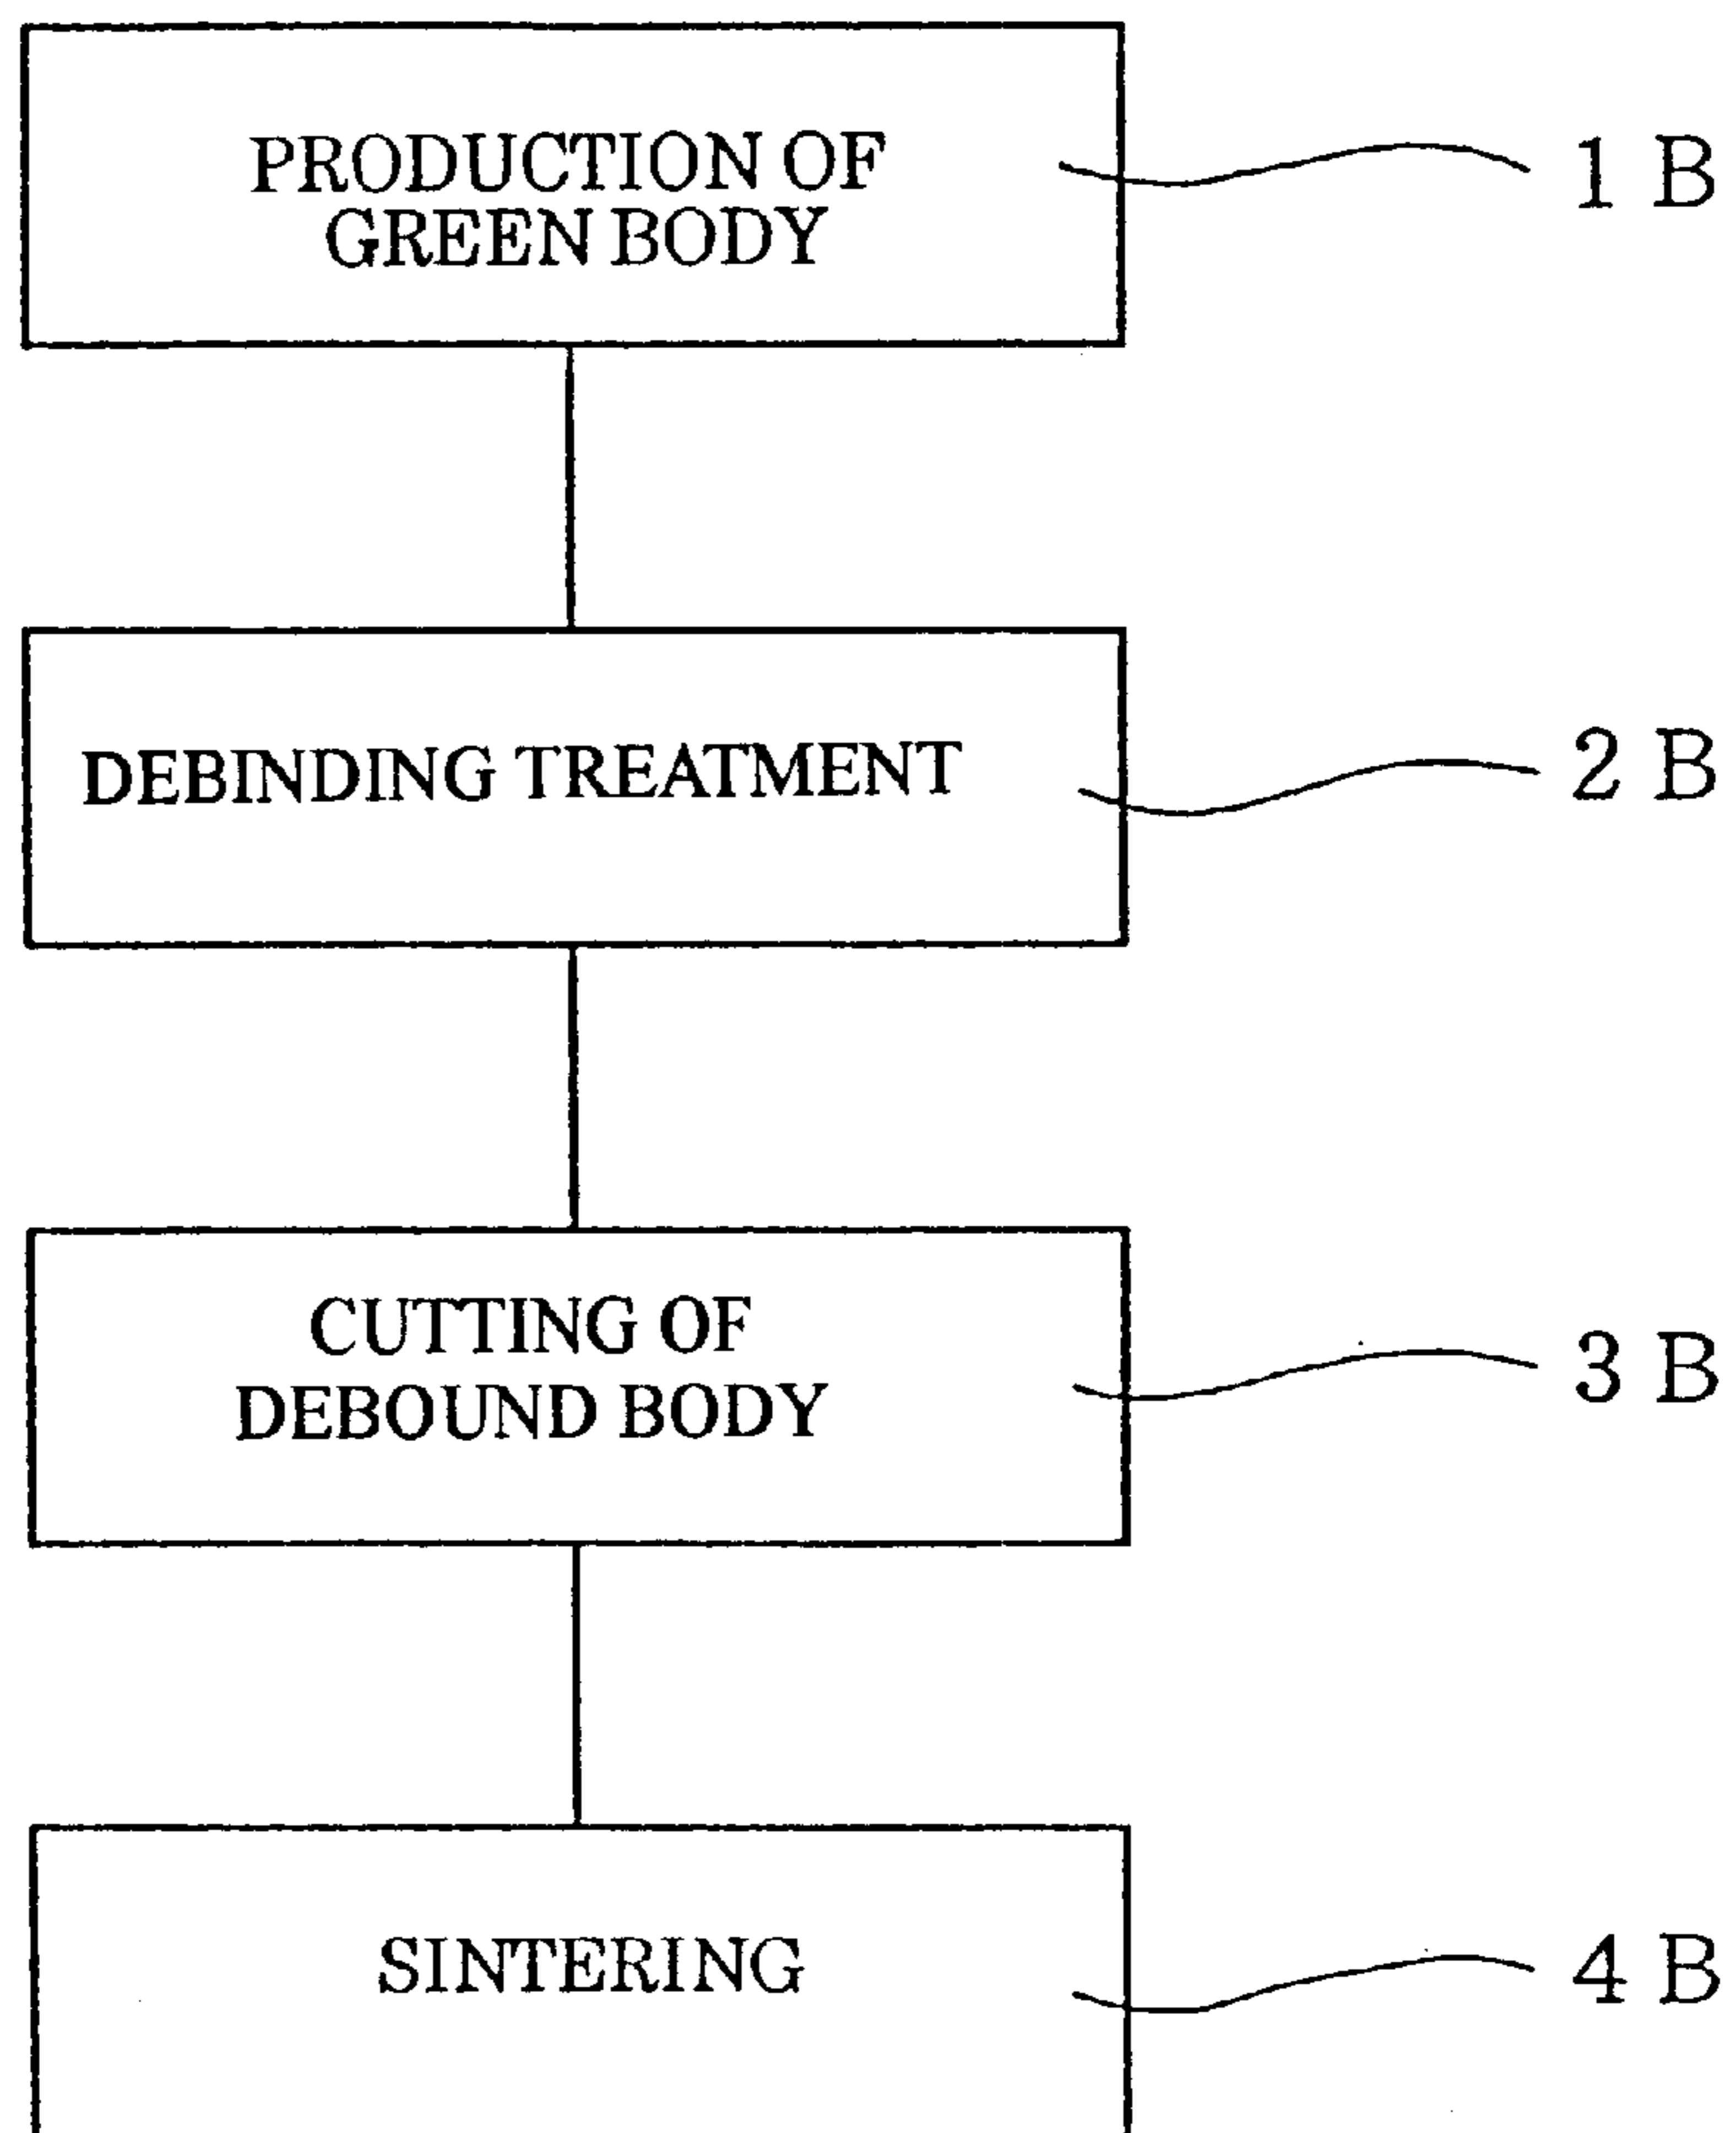 PRODUCTION OF
GREEN BODY
1 B
DEBINDING TREATMENT
2 B
CUTTING OF
DEBOUND BODY
3 B
SINTERING
4 B